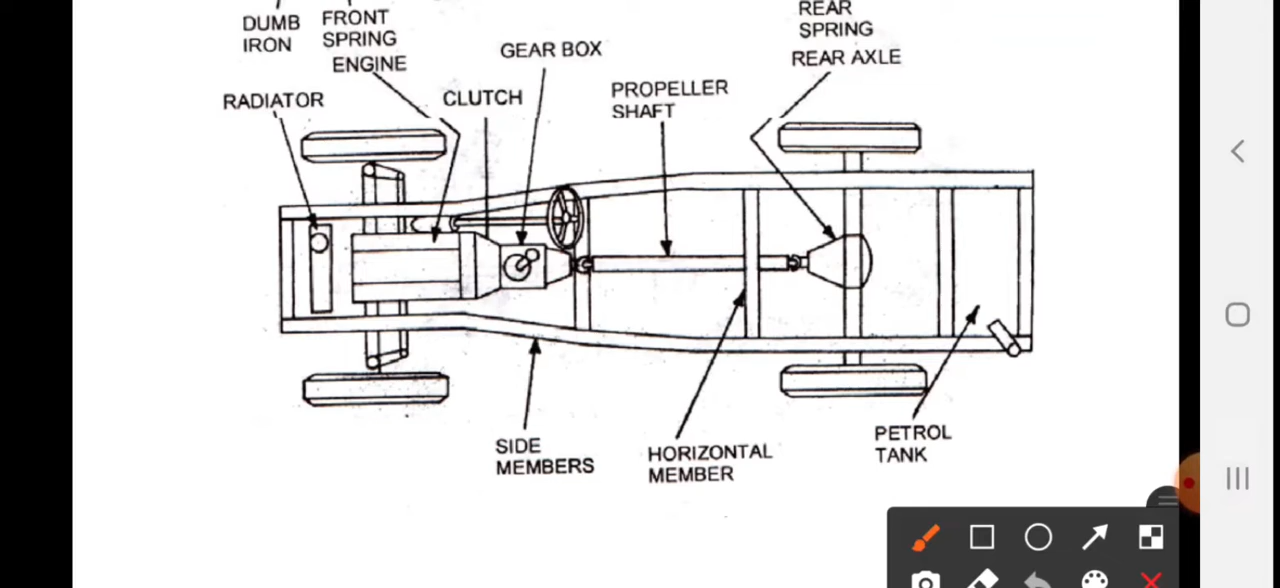 DUMB
IRON
FRONT
SPRING
ENGINE
GEAR BOX
REAR
SPRING
REAR AXLE
RADIATOR
CLUTCH
PROPELLER
SHAFT
SIDE
MEMBERS
HORIZONTAL
MEMBER
PETROL
TANK